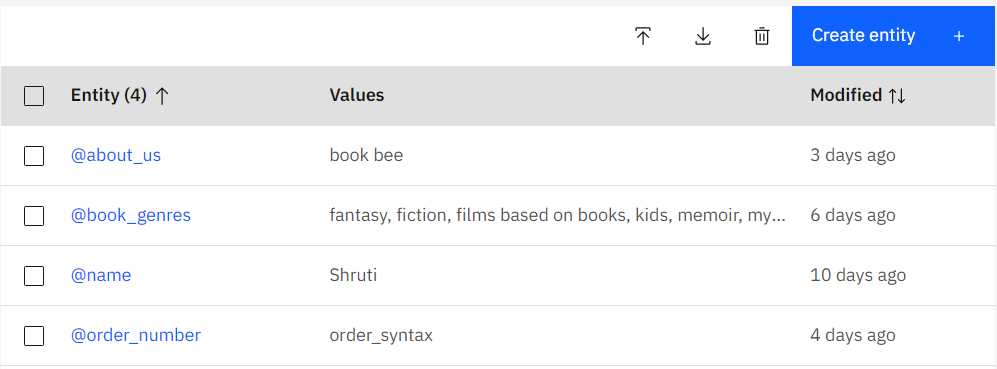 Create entity +
Entity (4) Values Modified
@about_us book bee 3 days ago
@book_genres fantasy, fiction, films based on books, kids, memoir, my... 6 days ago
@name Shruti 10 days ago
@order_number order_syntax 4 days ago